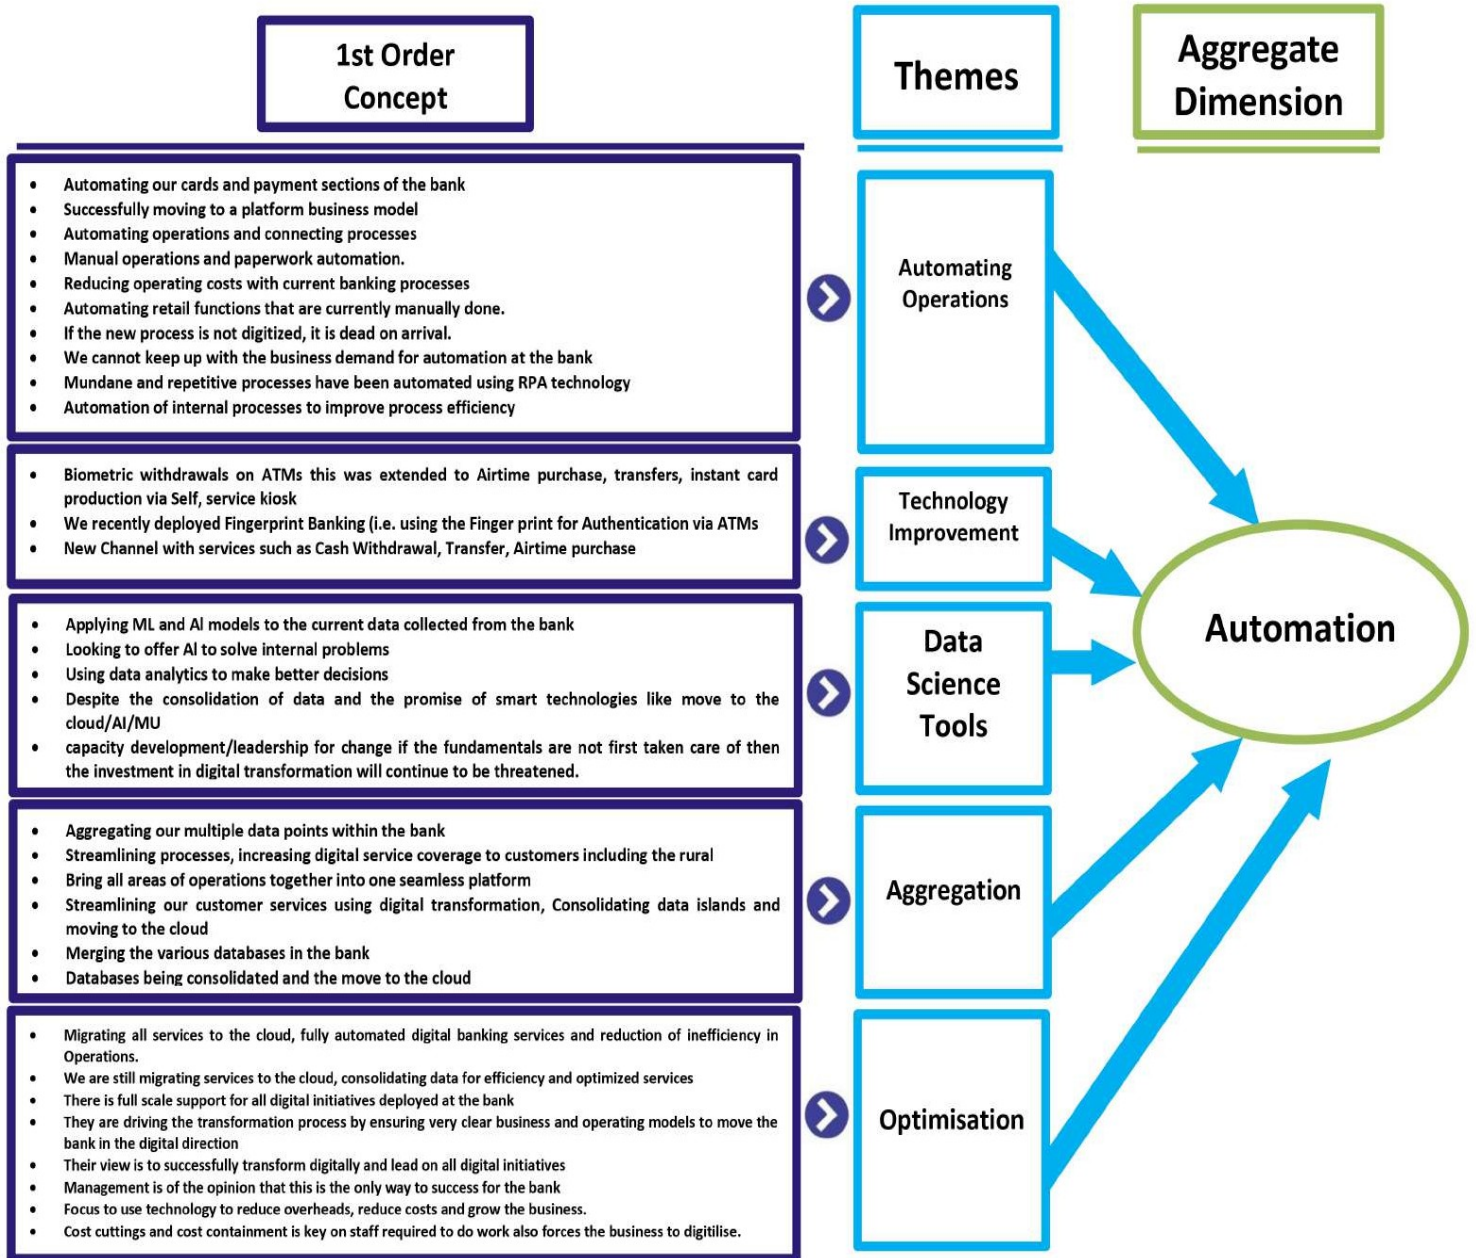 1st Order
Concept
Themes
Aggregate
Dimension
• Automating our cards and payment sections of the bank
• Successfully moving to a platform business model
• Automating operations and connecting processes
• Manual operations and paperwork automation.
• Reducing operating costs with current banking processes
• Automating retail functions that are currently manually done.
• If the new process is not digitized, it is dead on arrival.
• We cannot keep up with the business demand for automation at the bank
• Mundane and repetitive processes have been automated using RPA technology
• Automation of internal processes to improve process efficiency
Automating
Operations
• Biometric withdrawals on ATMs this was extended to Airtime purchase, transfers, instant card
production via Self, service kiosk
• We recently deployed Fingerprint Banking (i.e. using the Finger print for Authentication via ATMs
• New Channel with services such as Cash Withdrawal, Transfer, Airtime purchase
Technology
Improvement
• Applying ML and AI models to the current data collected from the bank
• Looking to offer AI to solve internal problems
• Using data analytics to make better decisions
• Despite the consolidation of data and the promise of smart technologies like move to the
cloud/AI/MU
• capacity development/leadership for change if the fundamentals are not first taken care of then
the investment in digital transformation will continue to be threatened.
Data
Science
Tools
Automation
• Aggregating our multiple data points within the bank
• Streamlining processes, increasing digital service coverage to customers including the rural
• Bring all areas of operations together into one seamless platform
• Streamlining our customer services using digital transformation, Consolidating data islands and
moving to the cloud
• Merging the various databases in the bank
• Databases being consolidated and the move to the cloud
Aggregation
• Migrating all services to the cloud, fully automated digital banking services and reduction of inefficiency in
Operations.
• We are still migrating services to the cloud, consolidating data for efficiency and optimized services
• There is full scale support for all digital initiatives deployed at the bank
• They are driving the transformation process by ensuring very clear business and operating models to move the
bank in the digital direction
• Their view is to successfully transform digitally and lead on all digital initiatives
• Management is of the opinion that this is the only way to success for the bank
• Focus to use technology to reduce overheads, reduce costs and grow the business.
• Cost cuttings and cost containment is key on staff required to do work also forces the business to digitilise.
Optimisation